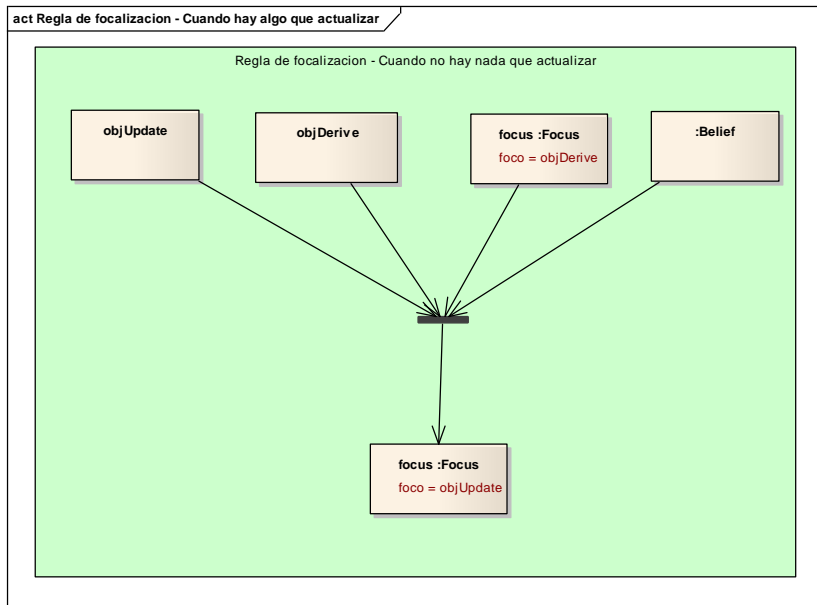 act Regla de focalizacion - Cuando hay algo que actualizar
Regla de focalizacion - Cuando no hay nada que actualizar
objUpdate
objDerive
focus :Focus
foco = objDerive
:Belief
focus :Focus
foco = objUpdate